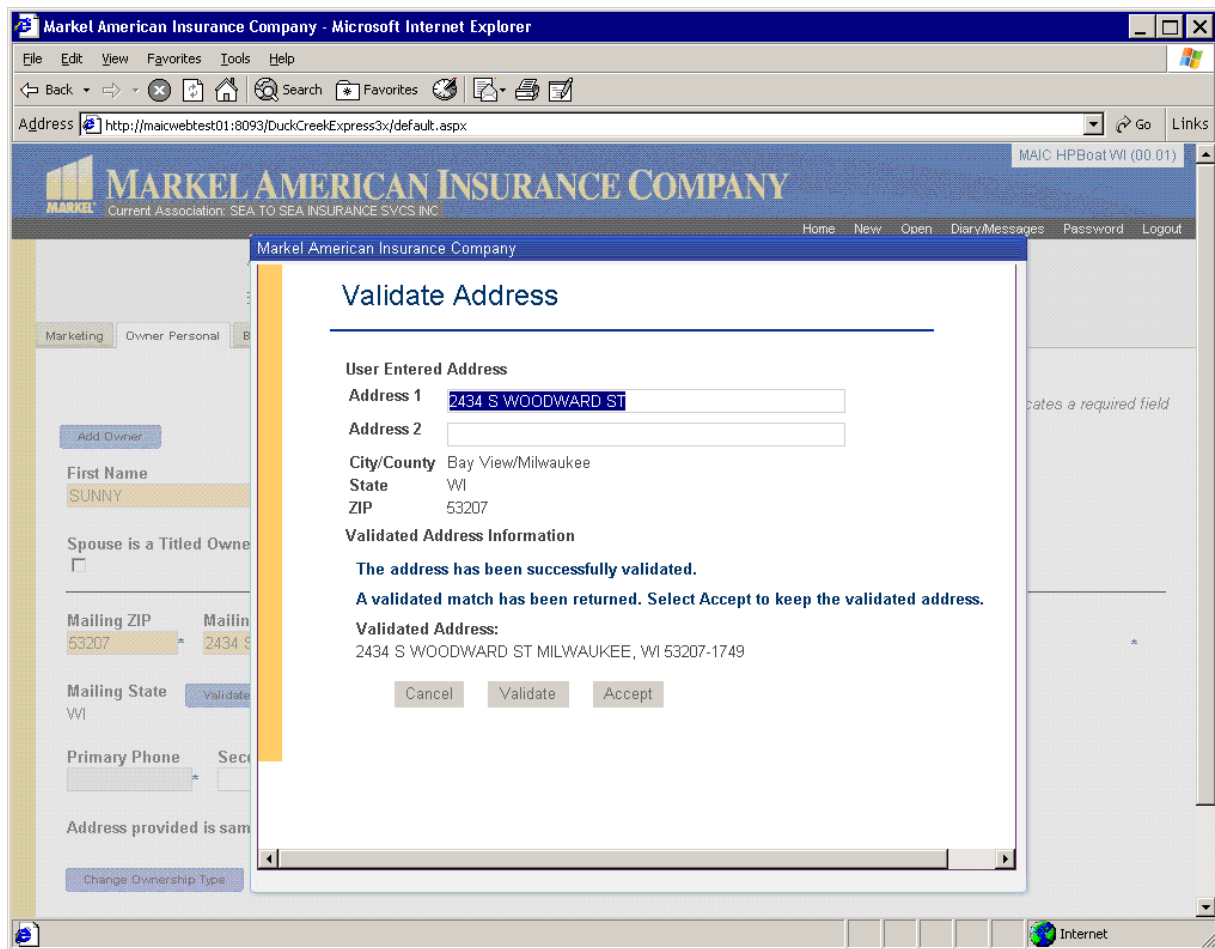 Markel American Insurance Company - Microsoft Internet Explorer
File Edit View Favorites Tools Help
Back Search Favorites
Address http://maicwebtest01:8093/DuckCreekExpress3x/default.aspx Go Links
MAIC HPBoat WI (00.01)
MARKEL MARKEL AMERICAN INSURANCE COMPANY
Current Association: SEA TO SEA INSURANCE SVCS INC
Home New Open Diary/Messages Password Logout
Markel American Insurance Company
Validate Address
Marketing Owner Personal B
User Entered Address
Address 1 2434 S WOODWARD ST
cates a required field
Address 2
Add Owner
City/County Bay View/Milwaukee
First Name
State WI
SUNNY
ZIP 53207
Validated Address Information
Spouse is a Titled Owne
The address has been successfully validated.
A validated match has been returned. Select Accept to keep the validated address.
Mailing ZIP Mailin
Validated Address:
53207 * 2434 S *
2434 S WOODWARD ST MILWAUKEE, WI 53207-1749
Cancel Validate Accept
Mailing State Validate
WI
Primary Phone Seco
*
Address provided is sam
Change Ownership Type
Internet